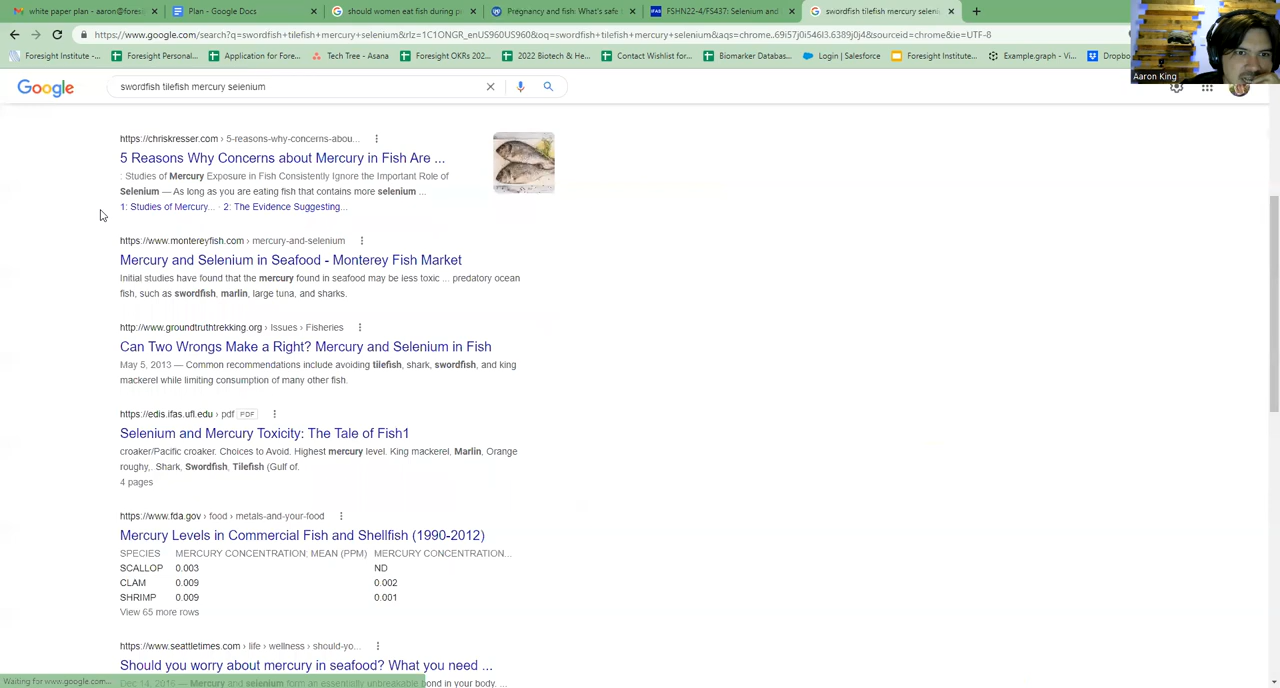 white paper plan - aaron@foresi
Plan - Google Docs
should women eat fish during p
Pregnancy and fish: What's safe
FSHN22-4/FS437: Selenium and
swordfish tilefish mercury seleni
https://www.google.com/search?q=swordfish+tilefish+mercury+selenium&rlz=1C1ONGR_enUS960US960&oq=swordfish+tilefish+mercury+selenium&aqs=chrome..69i57j0i546l3.6389j0j4&sourceid=chrome&ie=UTF-8
Foresight Institute -...
Foresight Personal...
Application for Fore...
Tech Tree - Asana
Foresight OKRs 202...
2022 Biotech & He...
Contact Wishlist for...
Biomarker Databas...
Login | Salesforce
Foresight Institute...
Example.graph - Vi...
Dropbo
Aaron King
Google
swordfish tilefish mercury selenium
https://chriskresser.com › 5-reasons-why-concerns-abou...
5 Reasons Why Concerns about Mercury in Fish Are ...
: Studies of Mercury Exposure in Fish Consistently Ignore the Important Role of
Selenium — As long as you are eating fish that contains more selenium ...
1: Studies of Mercury... · 2: The Evidence Suggesting...
https://www.montereyfish.com › mercury-and-selenium
Mercury and Selenium in Seafood - Monterey Fish Market
Initial studies have found that the mercury found in seafood may be less toxic ... predatory ocean
fish, such as swordfish, marlin, large tuna, and sharks.
http://www.groundtruthtrekking.org › Issues › Fisheries
Can Two Wrongs Make a Right? Mercury and Selenium in Fish
May 5, 2013 — Common recommendations include avoiding tilefish, shark, swordfish, and king
mackerel while limiting consumption of many other fish.
https://edis.ifas.ufl.edu › pdf PDF
Selenium and Mercury Toxicity: The Tale of Fish1
croaker/Pacific croaker. Choices to Avoid. Highest mercury level. King mackerel, Marlin, Orange
roughy,. Shark, Swordfish, Tilefish (Gulf of.
4 pages
https://www.fda.gov › food › metals-and-your-food
Mercury Levels in Commercial Fish and Shellfish (1990-2012)
SPECIES MERCURY CONCENTRATION; MEAN (PPM) MERCURY CONCENTRATION...
SCALLOP 0.003 ND
CLAM 0.009 0.002
SHRIMP 0.009 0.001
View 65 more rows
https://www.seattletimes.com › life › wellness › should-yo...
Should you worry about mercury in seafood? What you need ...
Dec 14, 2016 — Mercury and selenium form an essentially unbreakable bond in your body. ...
Waiting for www.google.com...